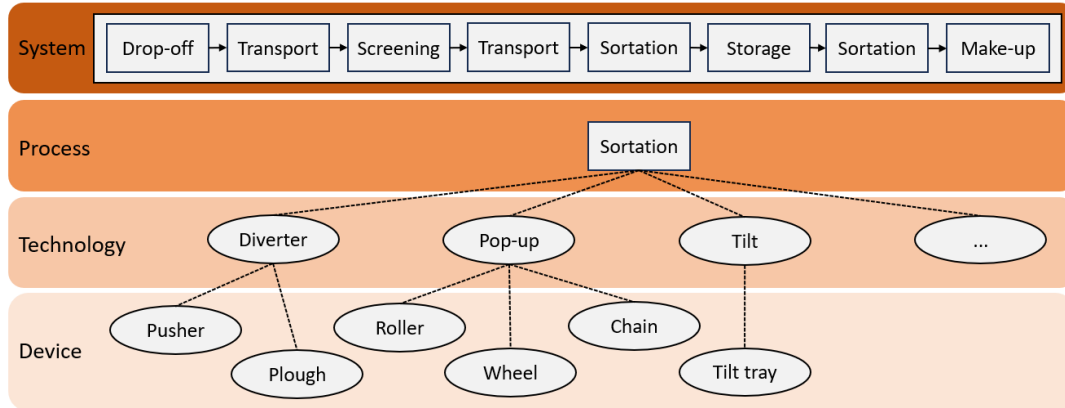 System
Drop-off
Transport
Screening
Transport
Sortation
Storage
Sortation
Make-up
Process
Sortation
Technology
Diverter
Pop-up
Tilt
...
Device
Pusher
Roller
Chain
Plough
Wheel
Tilt tray